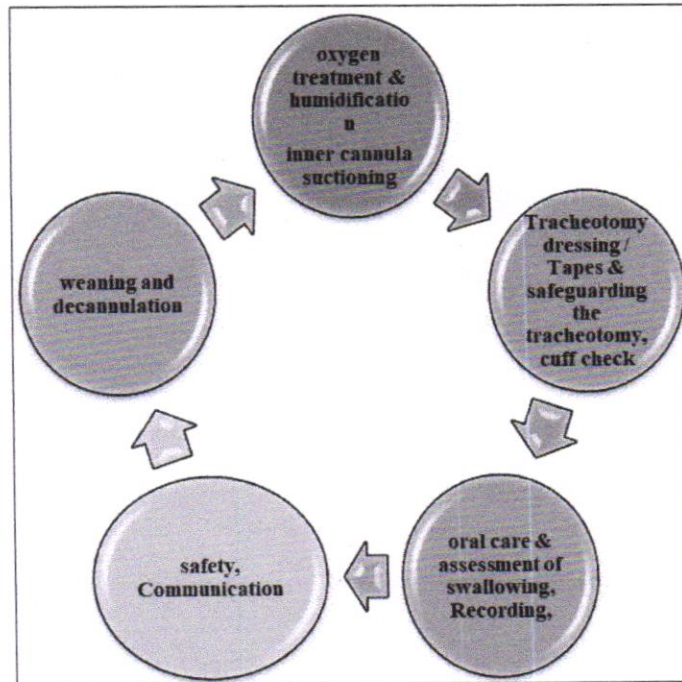 oxygen
treatment &
humidificatio
n
inner cannula
suctioning
Tracheotomy
dressing /
Tapes &
safeguarding
the
tracheotomy,
cuff check
oral care &
assessment of
swallowing,
Recording,
safety,
Communication
weaning and
decannulation